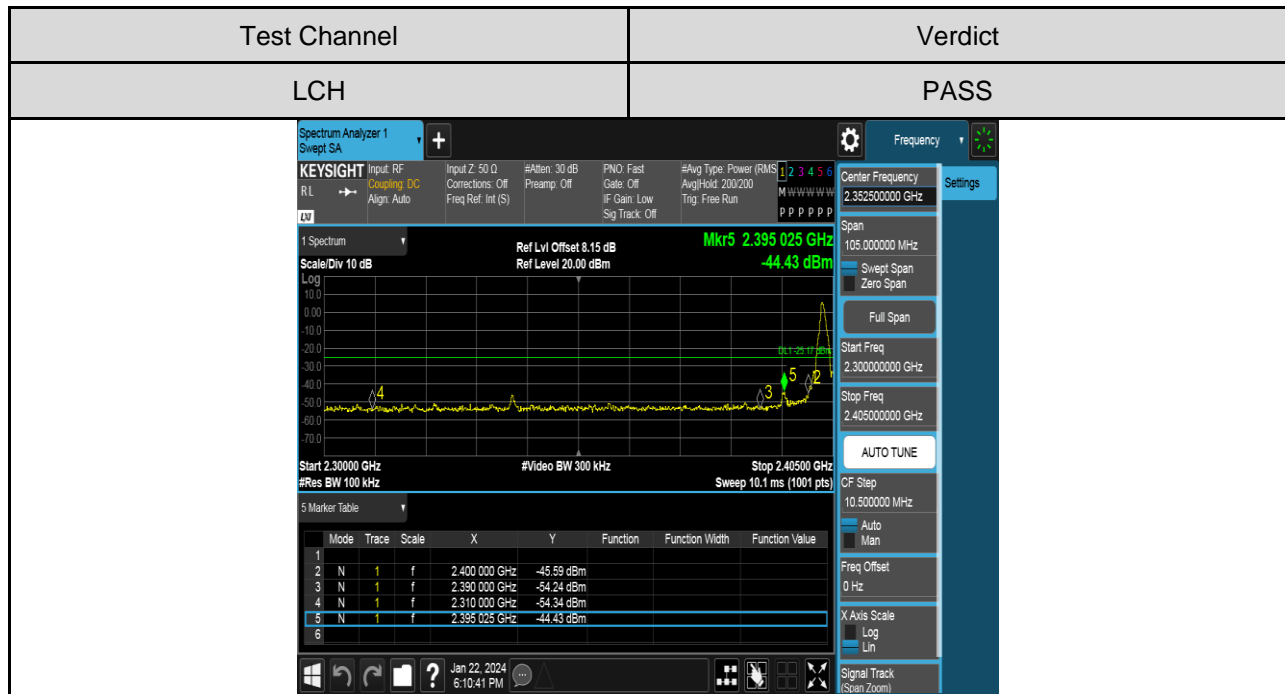 Test Channel
Verdict
LCH
PASS
Spectrum Analyzer 1
Swept SA
+
Frequency
KEYSIGHT
RL
LXI
Input: RF
Coupling: DC
Align: Auto
Input Z: 50 Ω
Corrections: Off
Freq Ref: Int (S)
#Atten: 30 dB
Preamp: Off
PNO: Fast
Gate: Off
IF Gain: Low
Sig Track: Off
#Avg Type: Power (RMS
Avg|Hold: 200/200
Trig: Free Run
1 2 3 4 5 6
M W W W W W
P P P P P P
Center Frequency
2.352500000 GHz
Settings
Span
105.000000 MHz
Swept Span
Zero Span
Full Span
Start Freq
2.300000000 GHz
Stop Freq
2.405000000 GHz
AUTO TUNE
CF Step
10.500000 MHz
Auto
Man
Freq Offset
0 Hz
X Axis Scale
Log
Lin
Signal Track
(Span Zoom)
1 Spectrum
Scale/Div 10 dB
Ref Lvl Offset 8.15 dB
Ref Level 20.00 dBm
Mkr5 2.395 025 GHz
-44.43 dBm
Log
10.0
0.00
-10.0
-20.0
-30.0
-40.0
-50.0
-60.0
-70.0
DL1 -25.17 dBm
4
3
5
2
Start 2.30000 GHz
#Res BW 100 kHz
#Video BW 300 kHz
Stop 2.40500 GHz
Sweep 10.1 ms (1001 pts)
5 Marker Table
Mode Trace Scale X Y Function Function Width Function Value
1
2 N 1 f 2.400 000 GHz -45.59 dBm
3 N 1 f 2.390 000 GHz -54.24 dBm
4 N 1 f 2.310 000 GHz -54.34 dBm
5 N 1 f 2.395 025 GHz -44.43 dBm
6
?
Jan 22, 2024
6:10:41 PM